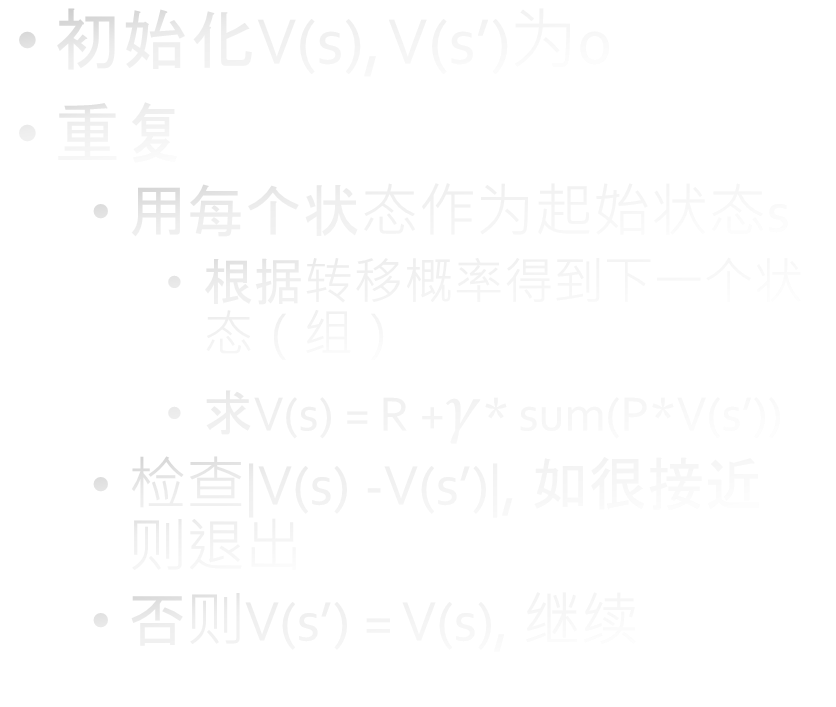 • 初始化V(s), V(s′)为0
• 重复
• 用每个状态作为起始状态s
• 根据转移概率得到下一个状
态（组）
• 求V(s) = R +γ* sum(P*V(s′))
• 检查|V(s) -V(s′)|, 如很接近
则退出
• 否则V(s′) = V(s), 继续